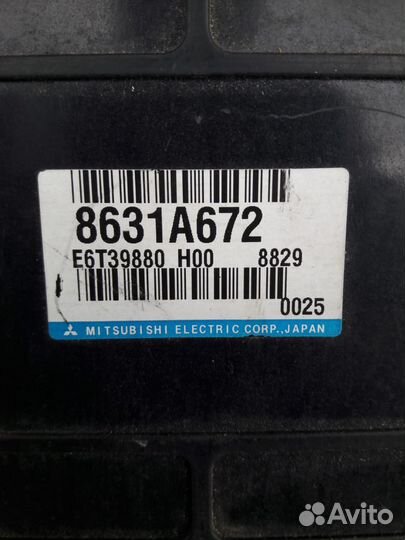 8631A672
E6T39880 H00 8829
0025
MITSUBISHI ELECTRIC CORP.,JAPAN
Avito